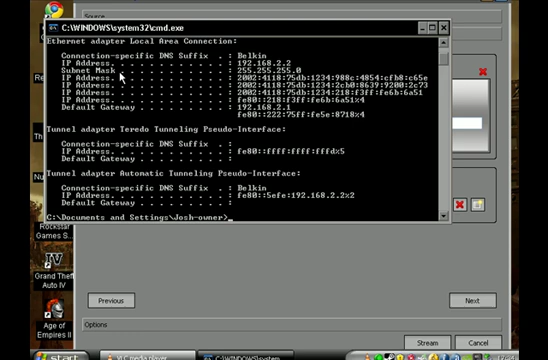 Source
C:\WINDOWS\system32\cmd.exe
Ethernet adapter Local Area Connection:
Connection-specific DNS Suffix  . : Belkin
IP Address. . . . . . . . . . . . : 192.168.2.2
Subnet Mask . . . . . . . . . . . : 255.255.255.0
IP Address. . . . . . . . . . . . : 2002:4118:75db:1234:988c:4854:cfb8:c65e
IP Address. . . . . . . . . . . . : 2002:4118:75db:1234:2cb0:8639:9200:2c73
IP Address. . . . . . . . . . . . : 2002:4118:75db:1234:218:f3ff:fe6b:6a51
IP Address. . . . . . . . . . . . : fe80::218:f3ff:fe6b:6a51%4
Default Gateway . . . . . . . . . : 192.168.2.1
fe80::222:75ff:fe5e:8718%4
Tunnel adapter Teredo Tunneling Pseudo-Interface:
IP Address. . . . . . . . . . . . : fe80::ffff:ffff:fffd%5
Default Gateway . . . . . . . . . :
Tunnel adapter Automatic Tunneling Pseudo-Interface:
Connection-specific DNS Suffix  . : Belkin
IP Address. . . . . . . . . . . . : fe80::5efe:192.168.2.2%2
Default Gateway . . . . . . . . . :
C:\Documents and Settings\Josh-owner>_
Rockstar
Games S...
Grand Theft
Auto IV
Age of
Empires II
Previous
Next
Options
Stream
Cancel
start
VLC media player
C:\WINDOWS\system